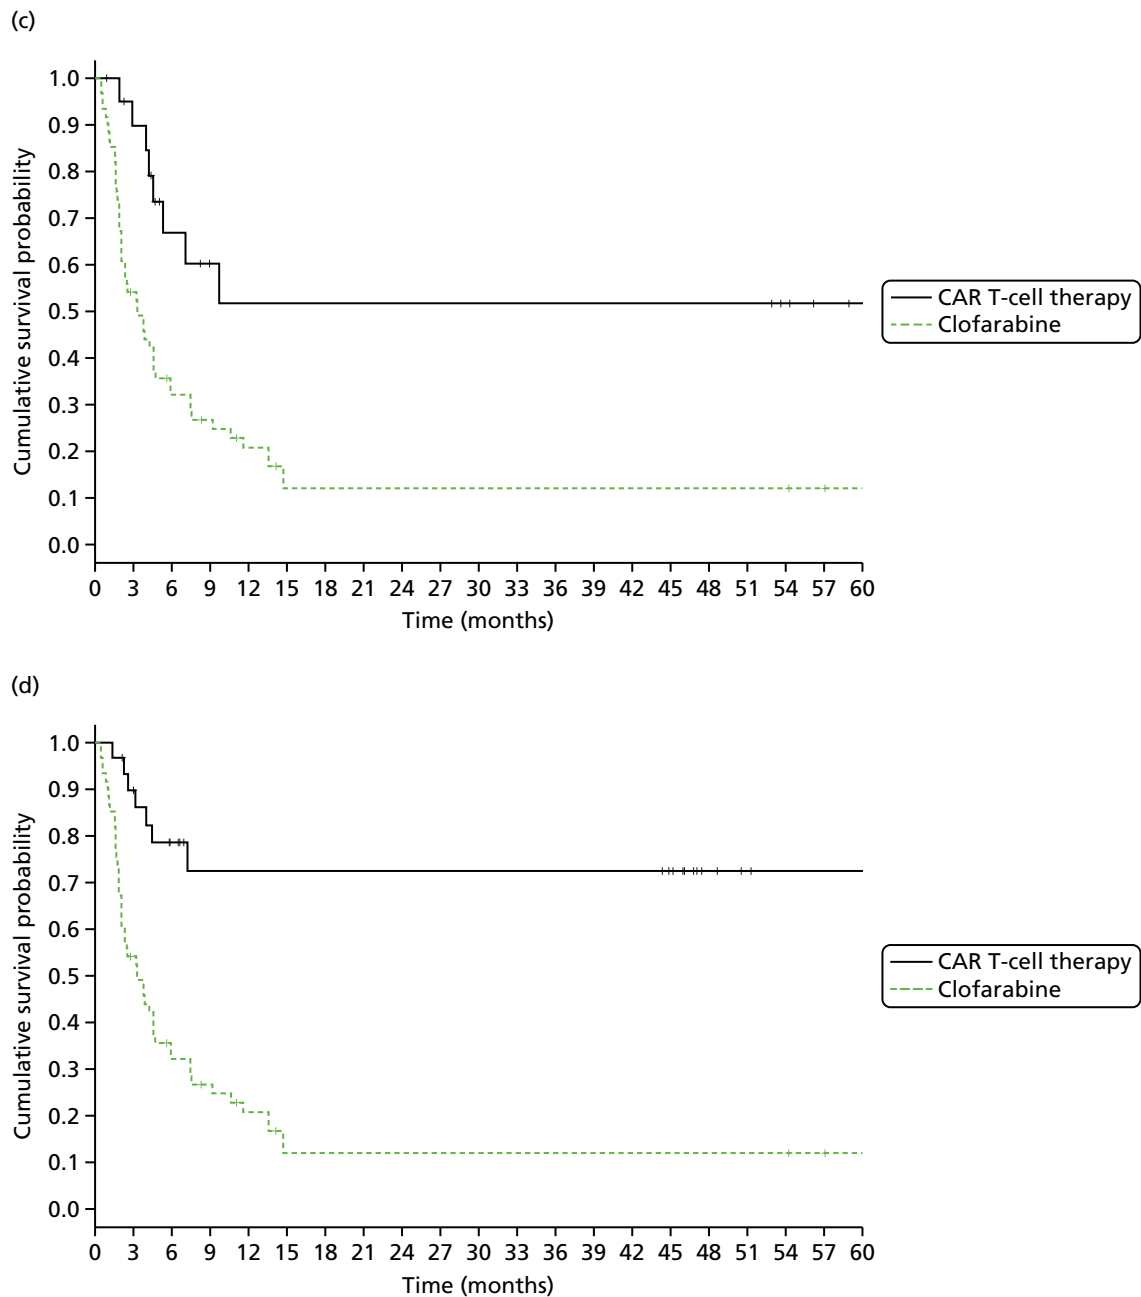 (c)
1.0
0.9
0.8
0.7
0.6
0.5
0.4
0.3
0.2
0.1
0.0
Cumulative survival probability
0 3 6 9 12 15 18 21 24 27 30 33 36 39 42 45 48 51 54 57 60
Time (months)
CAR T-cell therapy
Clofarabine
(d)
1.0
0.9
0.8
0.7
0.6
0.5
0.4
0.3
0.2
0.1
0.0
Cumulative survival probability
0 3 6 9 12 15 18 21 24 27 30 33 36 39 42 45 48 51 54 57 60
Time (months)
CAR T-cell therapy
Clofarabine